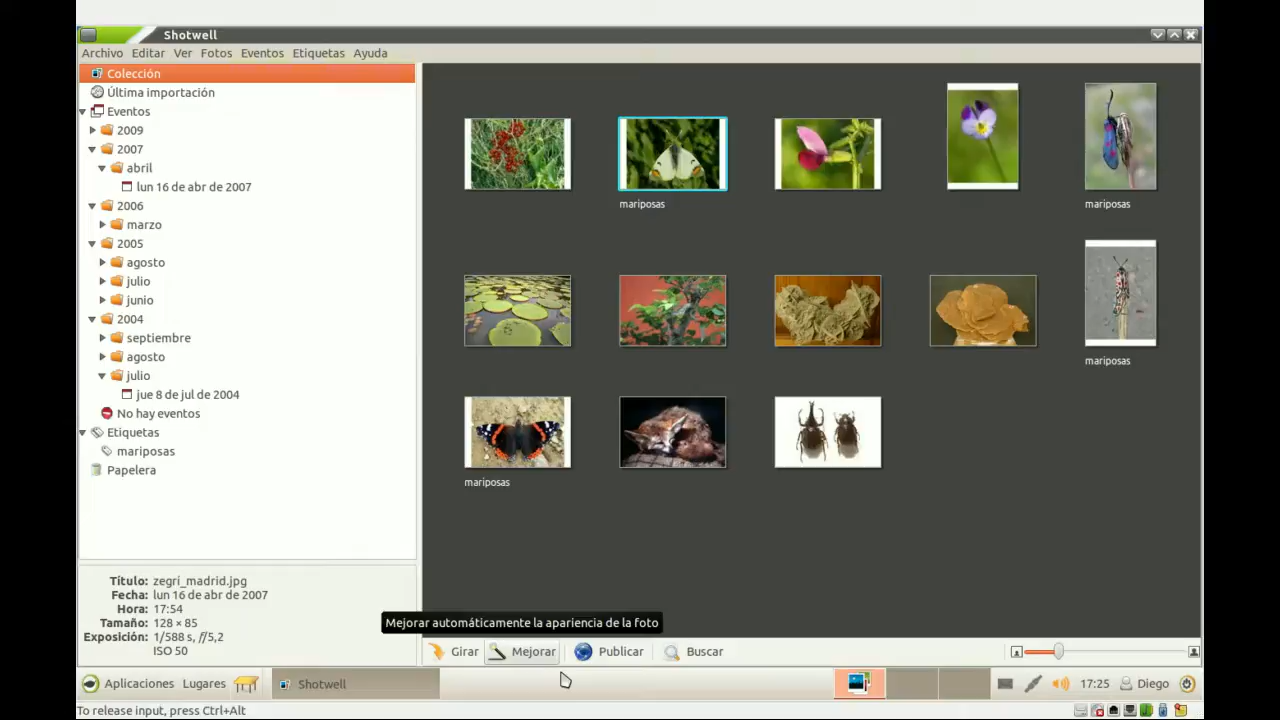 Shotwell
Archivo Editar Ver Fotos Eventos Etiquetas Ayuda
Colección
Última importación
Eventos
2009
2007
abril
lun 16 de abr de 2007
2006
marzo
2005
agosto
julio
junio
2004
septiembre
agosto
julio
jue 8 de jul de 2004
No hay eventos
Etiquetas
mariposas
Papelera
mariposas
mariposas
mariposas
mariposas
Título: zegri_madrid.jpg
Fecha: lun 16 de abr de 2007
Hora: 17:54
Tamaño: 128 × 85
Exposición: 1/588 s, f/5,2
ISO 50
Mejorar automáticamente la apariencia de la foto
Girar Mejorar Publicar Buscar
Aplicaciones Lugares Shotwell 17:25 Diego
To release input, press Ctrl+Alt